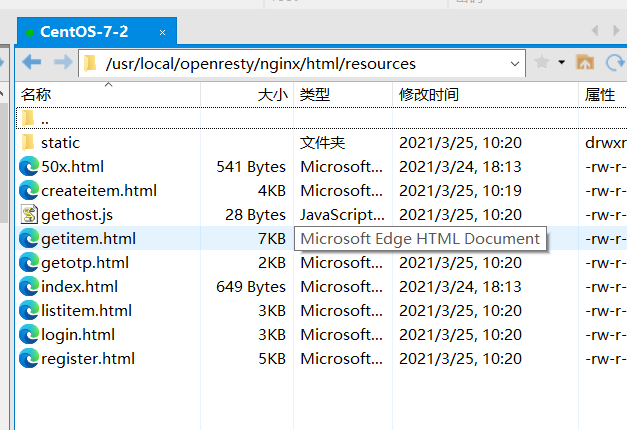 CentOS-7-2 ×
/usr/local/openresty/nginx/html/resources
名称 大小 类型 修改时间 属性
..
static 文件夹 2021/3/25, 10:20 drwxr
50x.html 541 Bytes Microsoft... 2021/3/24, 18:13 -rw-r-
createitem.html 4KB Microsoft... 2021/3/25, 10:19 -rw-r-
gethost.js 28 Bytes JavaScript... 2021/3/25, 10:20 -rw-r-
getitem.html 7KB Microsoft Edge HTML Document -rw-r-
getotp.html 2KB Microsoft... 2021/3/25, 10:20 -rw-r-
index.html 649 Bytes Microsoft... 2021/3/24, 18:13 -rw-r-
listitem.html 3KB Microsoft... 2021/3/25, 10:20 -rw-r-
login.html 3KB Microsoft... 2021/3/25, 10:20 -rw-r-
register.html 5KB Microsoft... 2021/3/25, 10:20 -rw-r-